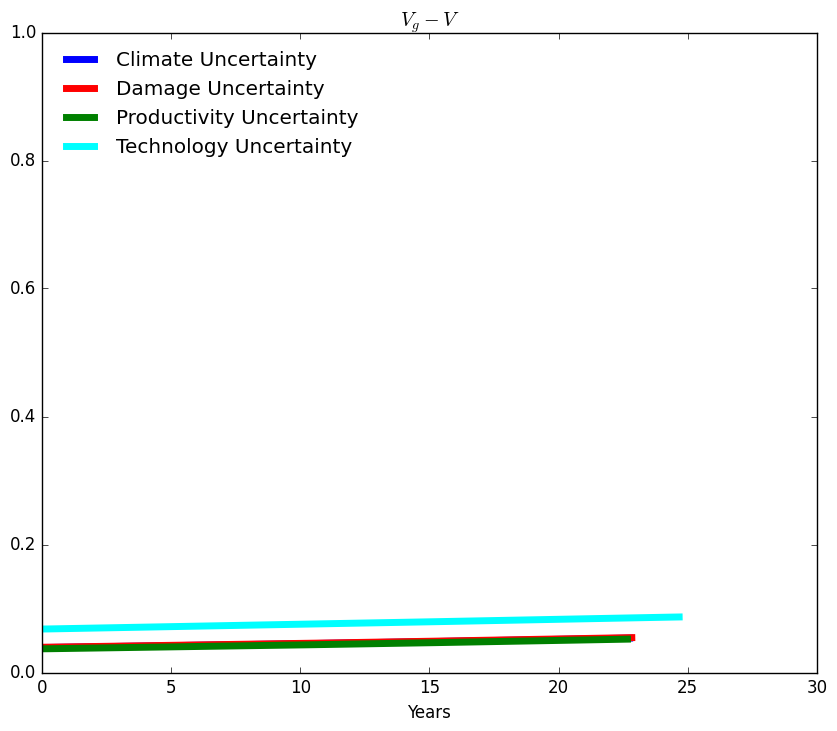 V_g − V
1.0
Climate Uncertainty
Damage Uncertainty
Productivity Uncertainty
Technology Uncertainty
0.8
0.6
0.4
0.2
0.0
0 5 10 15 20 25 30
Years